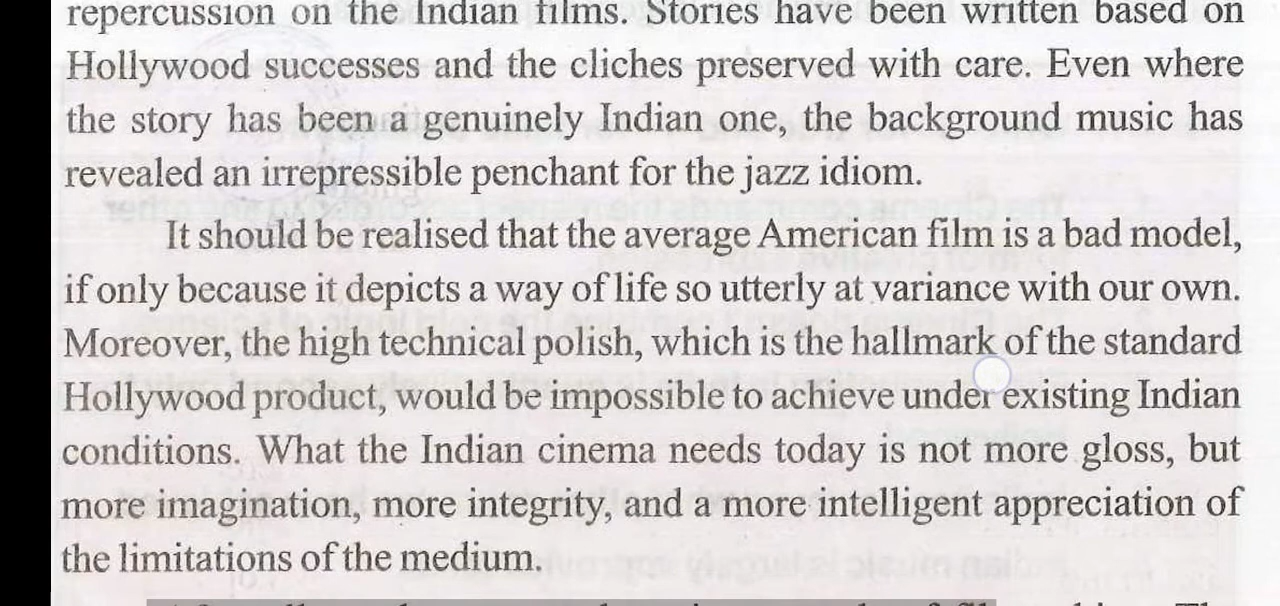 repercussion on the Indian films. Stories have been written based on
Hollywood successes and the cliches preserved with care. Even where
the story has been a genuinely Indian one, the background music has
revealed an irrepressible penchant for the jazz idiom.
It should be realised that the average American film is a bad model,
if only because it depicts a way of life so utterly at variance with our own.
Moreover, the high technical polish, which is the hallmark of the standard
Hollywood product, would be impossible to achieve under existing Indian
conditions. What the Indian cinema needs today is not more gloss, but
more imagination, more integrity, and a more intelligent appreciation of
the limitations of the medium.